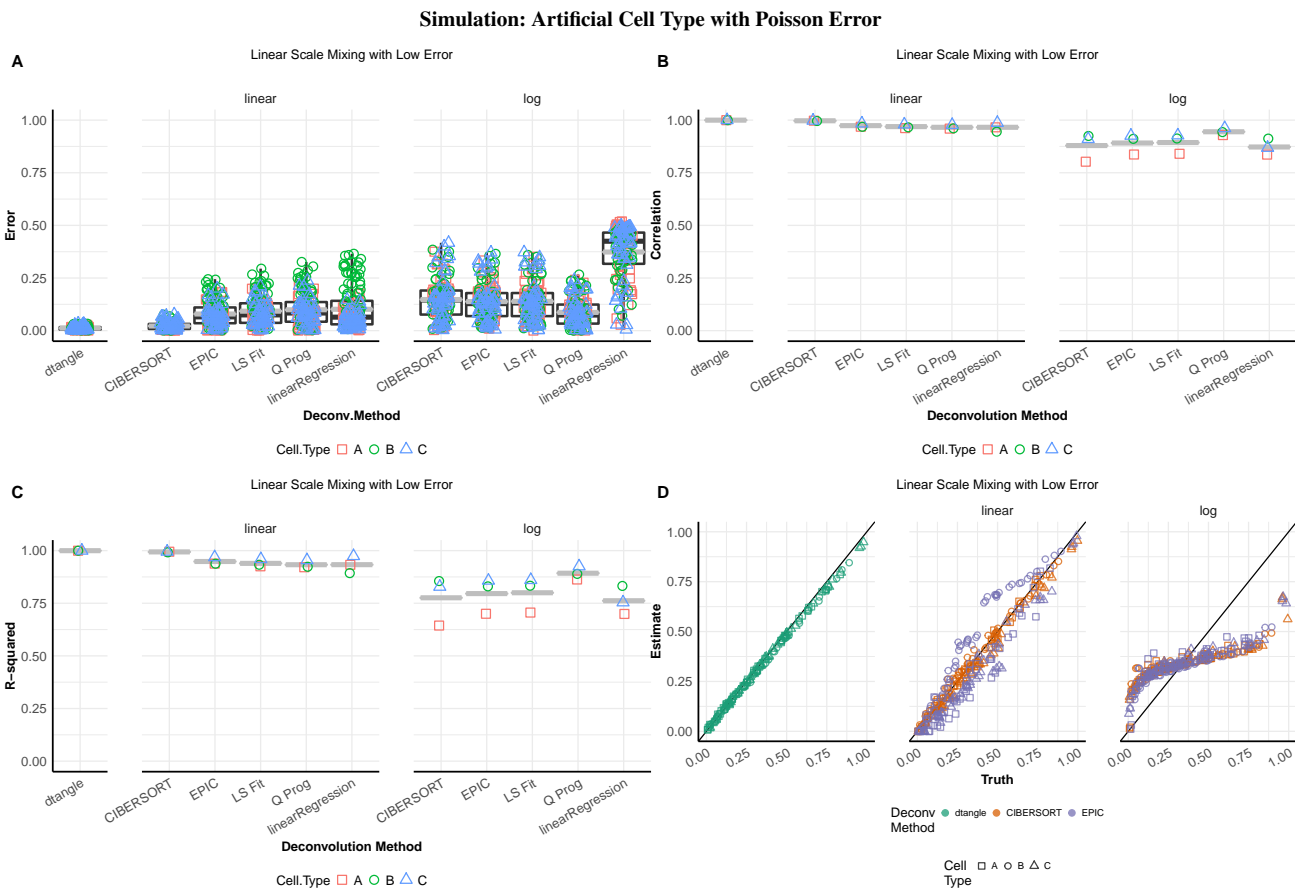 Simulation: Artificial Cell Type with Poisson Error
A
Linear Scale Mixing with Low Error
linear
log
Error
1.00
0.75
0.50
0.25
0.00
dtangle
CIBERSORT
EPIC
LS Fit
Q Prog
linearRegression
CIBERSORT
EPIC
LS Fit
Q Prog
linearRegression
Deconv.Method
Cell.Type A B C
B
Linear Scale Mixing with Low Error
linear
log
Correlation
1.00
0.75
0.50
0.25
0.00
dtangle
CIBERSORT
EPIC
LS Fit
Q Prog
linearRegression
CIBERSORT
EPIC
LS Fit
Q Prog
linearRegression
Deconvolution Method
Cell.Type A B C
C
Linear Scale Mixing with Low Error
linear
log
R−squared
1.00
0.75
0.50
0.25
0.00
dtangle
CIBERSORT
EPIC
LS Fit
Q Prog
linearRegression
CIBERSORT
EPIC
LS Fit
Q Prog
linearRegression
Deconvolution Method
Cell.Type A B C
D
Linear Scale Mixing with Low Error
linear
log
Estimate
1.00
0.75
0.50
0.25
0.00
0.00 0.25 0.50 0.75 1.00
0.00 0.25 0.50 0.75 1.00
0.00 0.25 0.50 0.75 1.00
Truth
Deconv
Method
dtangle CIBERSORT EPIC
Cell
Type
A B C